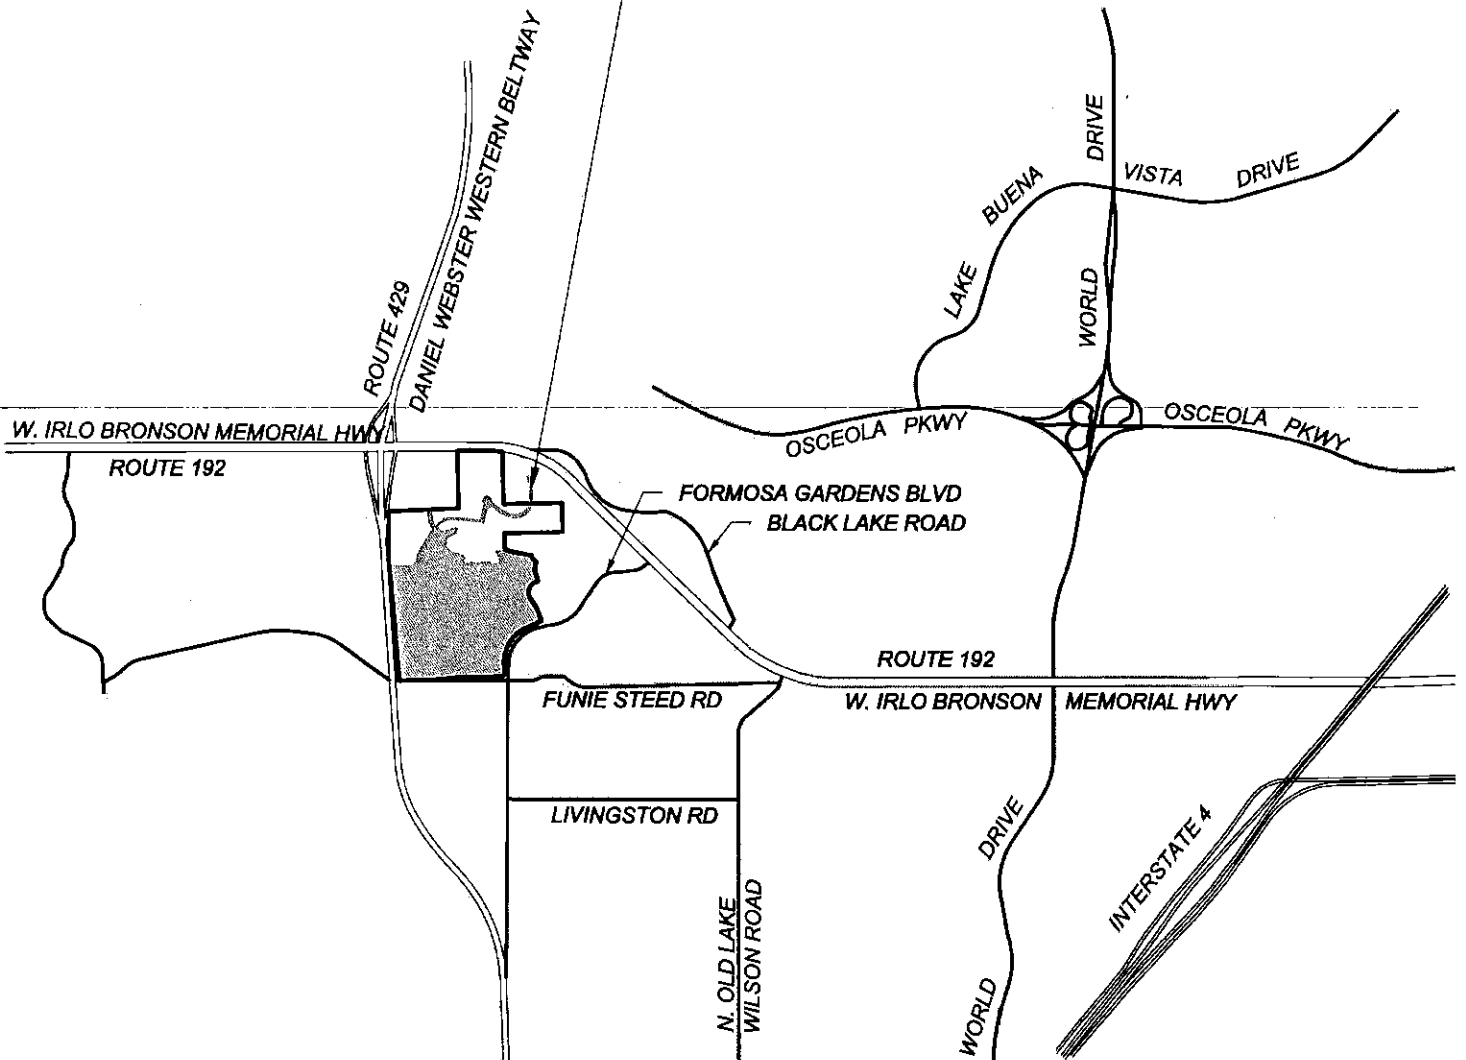 ROUTE 429
DANIEL WEBSTER WESTERN BELTWAY
DRIVE
BUENA
VISTA
DRIVE
LAKE
WORLD
W. IRLO BRONSON MEMORIAL HWY
ROUTE 192
OSCEOLA PKWY
OSCEOLA PKWY
FORMOSA GARDENS BLVD
BLACK LAKE ROAD
ROUTE 192
W. IRLO BRONSON MEMORIAL HWY
FUNIE STEED RD
LIVINGSTON RD
DRIVE
INTERSTATE 4
N. OLD LAKE
WILSON ROAD
WORLD